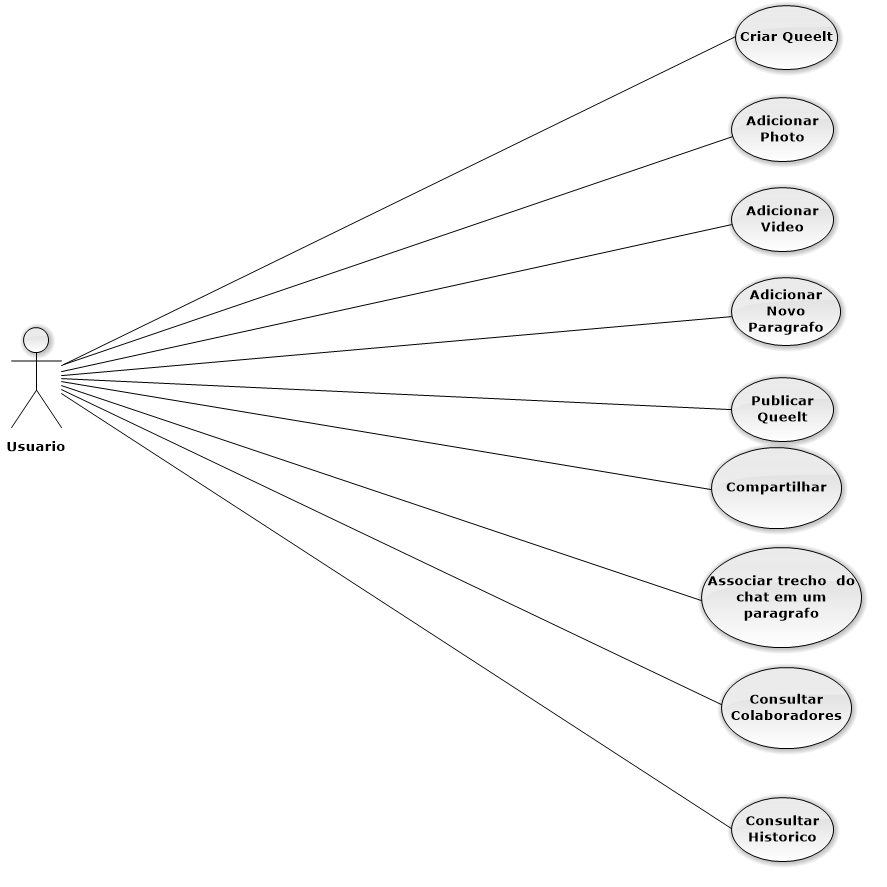 Criar Queelt
Adicionar
Photo
Adicionar
Video
Adicionar
Novo
Paragrafo
Usuario
Publicar
Queelt
Compartilhar
Associar trecho  do
chat em um
paragrafo
Consultar
Colaboradores
Consultar
Historico